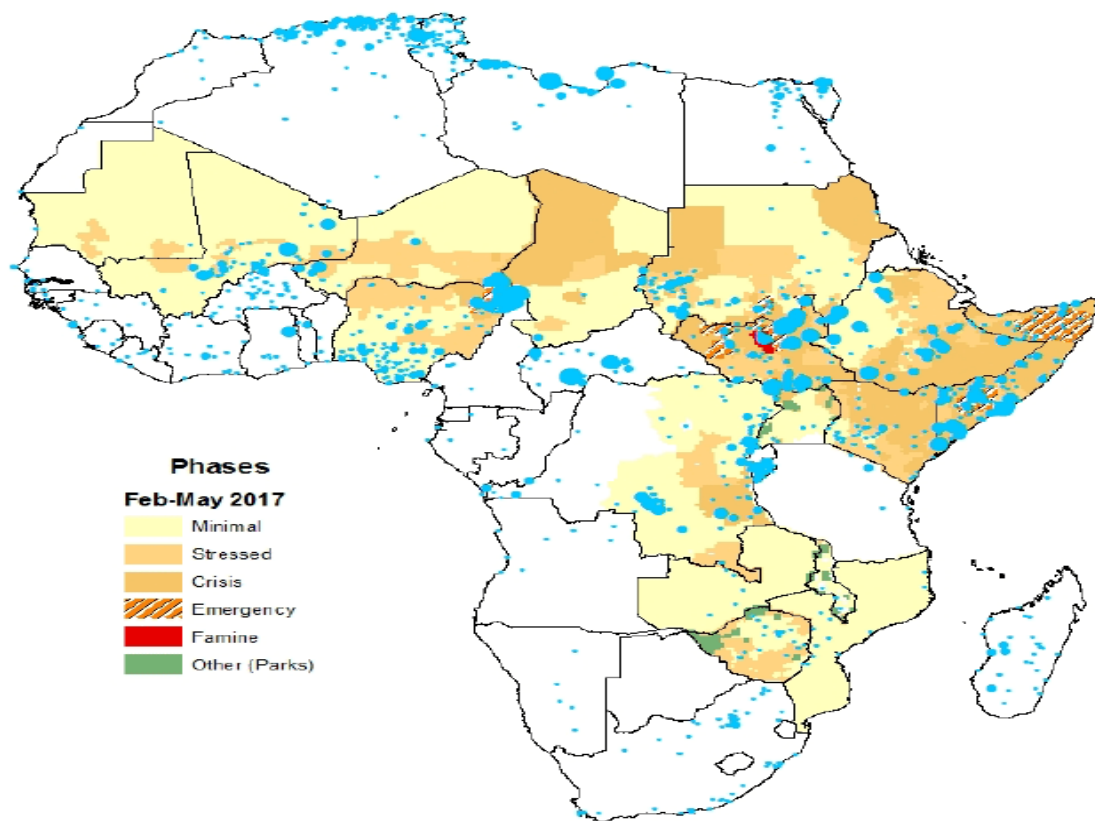 Phases
Feb-May 2017
Minimal
Stressed
Crisis
Emergency
Famine
Other (Parks)